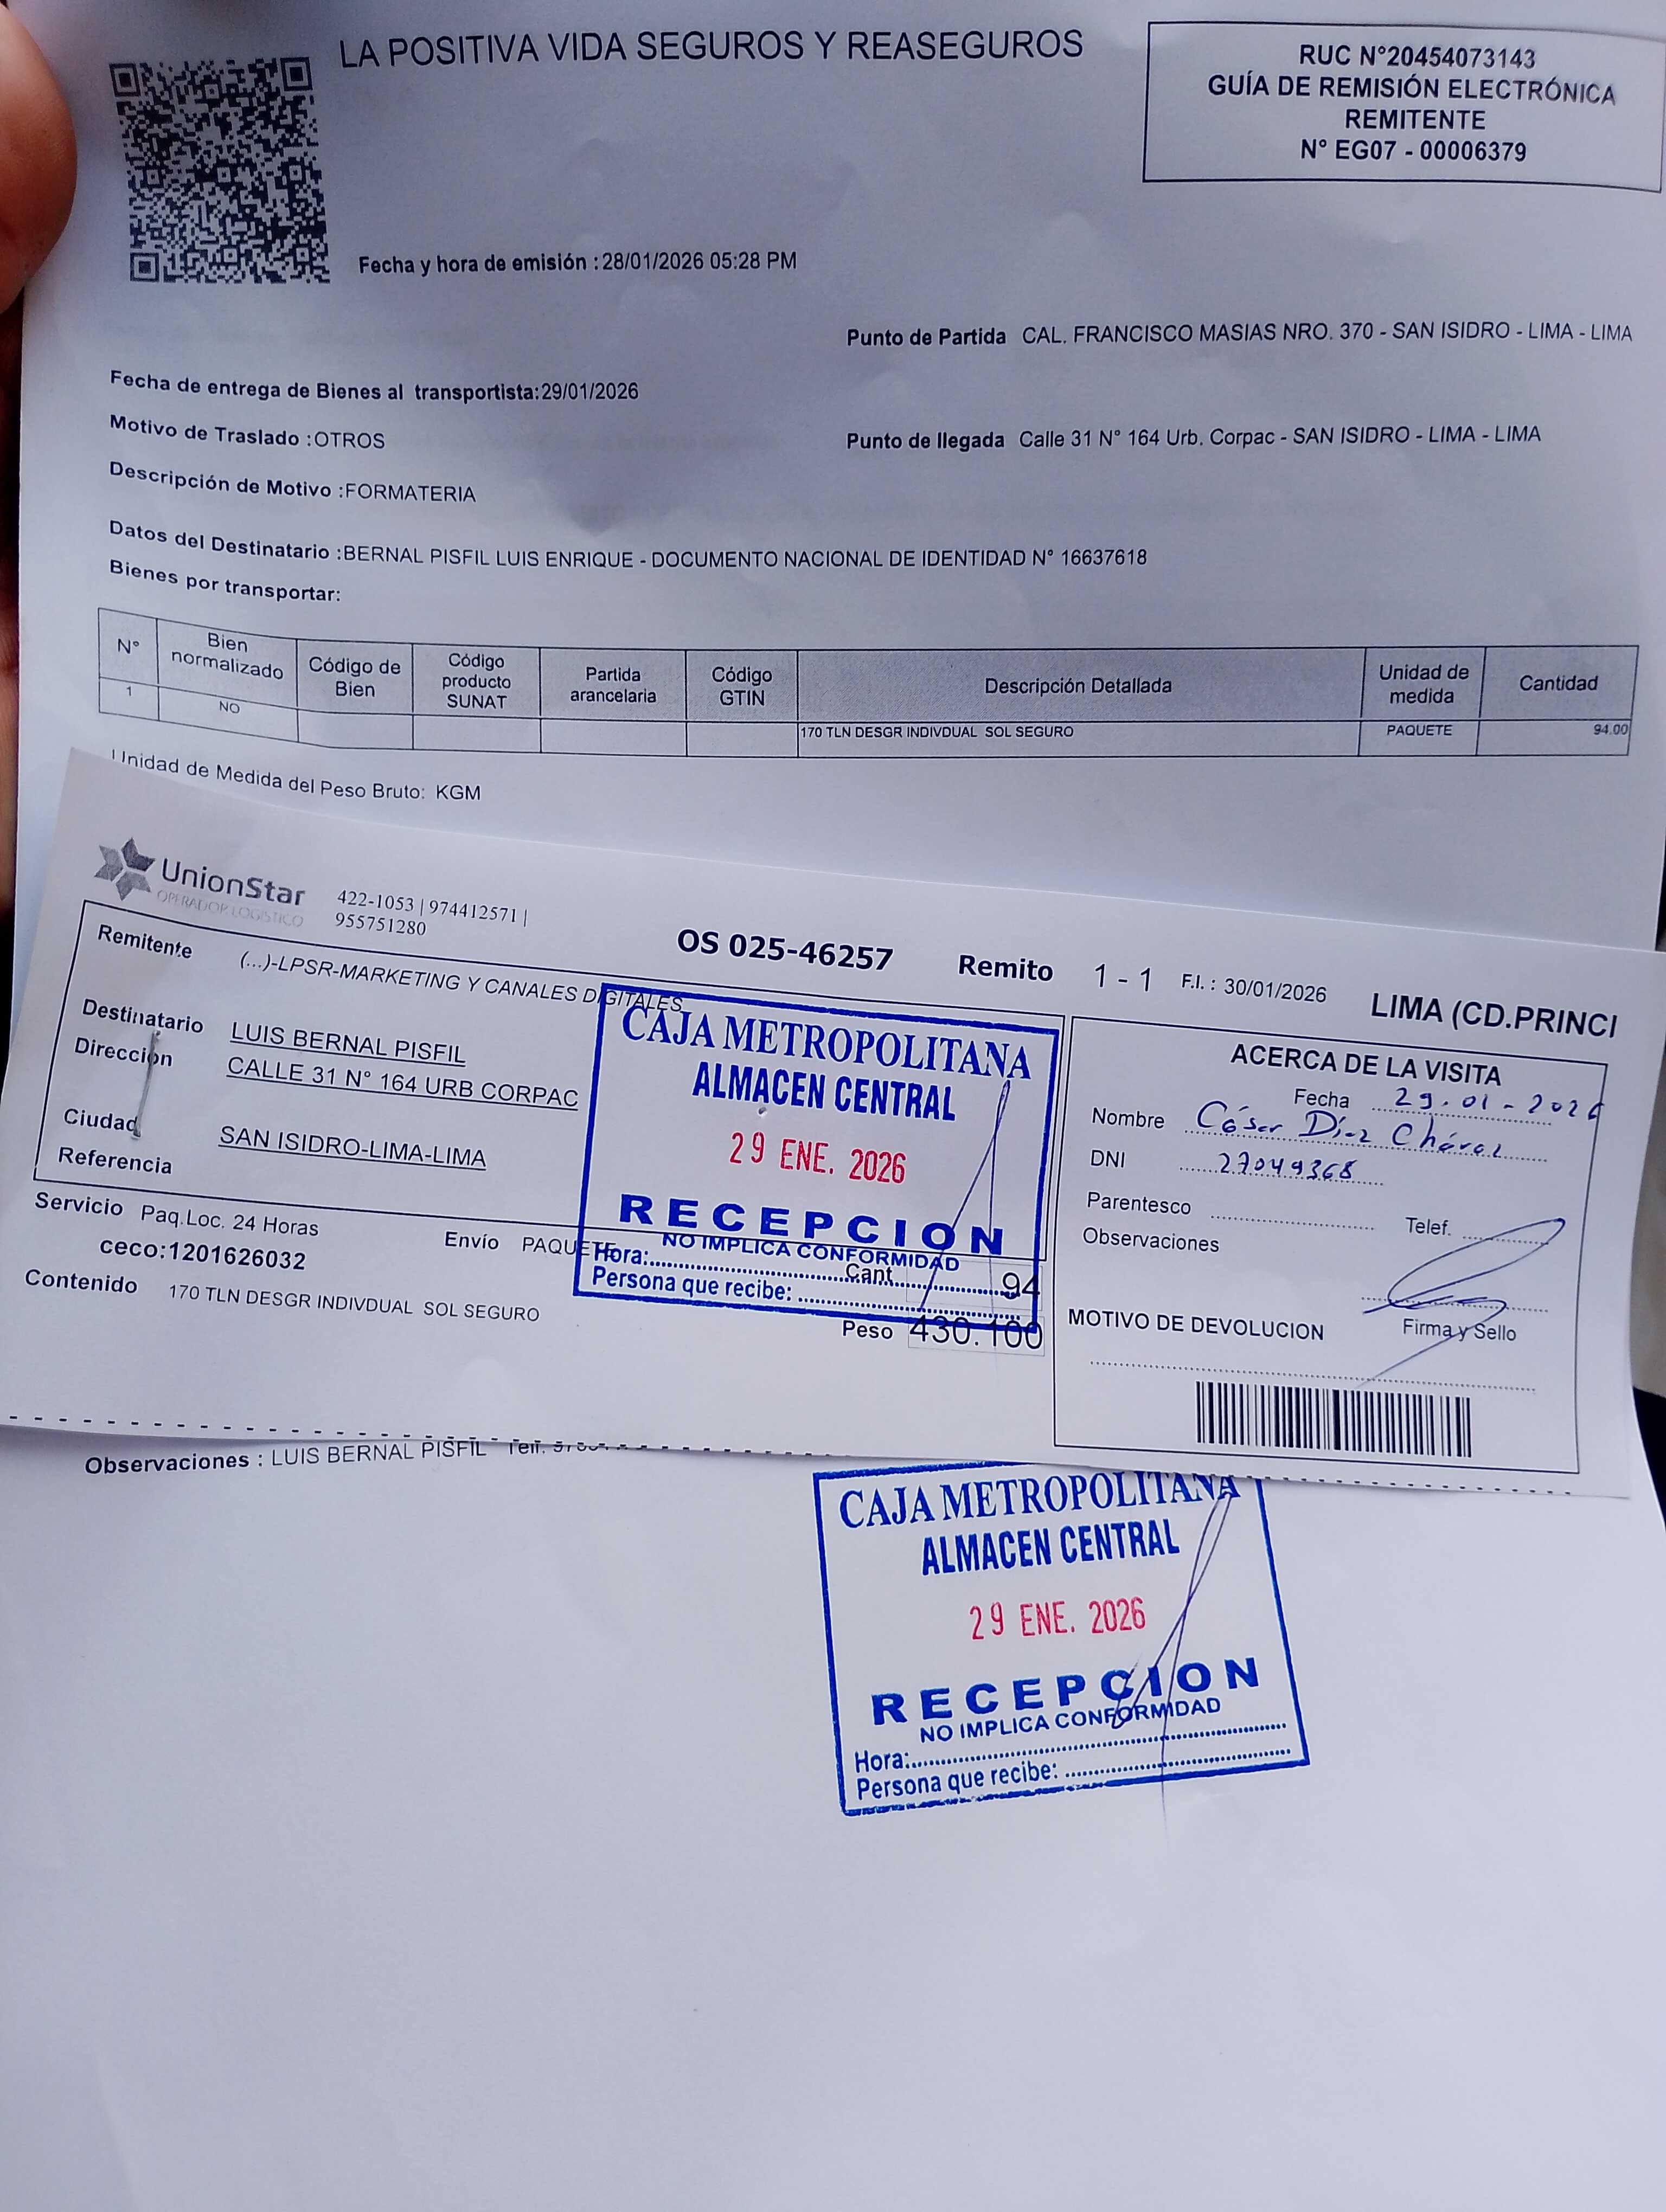 LA POSITIVA VIDA SEGUROS Y REASEGUROS
RUC N°20454073143
GUÍA DE REMISIÓN ELECTRÓNICA
REMITENTE
N° EG07 - 00006379
Fecha y hora de emisión :28/01/2026 05:28 PM
Punto de Partida CAL. FRANCISCO MASIAS NRO. 370 - SAN ISIDRO - LIMA - LIMA
Fecha de entrega de Bienes al transportista:29/01/2026
Motivo de Traslado :OTROS
Punto de llegada Calle 31 N° 164 Urb. Corpac - SAN ISIDRO - LIMA - LIMA
Descripción de Motivo :FORMATERIA
Datos del Destinatario :BERNAL PISFIL LUIS ENRIQUE - DOCUMENTO NACIONAL DE IDENTIDAD N° 16637618
Bienes por transportar:
N° Bien normalizado Código de Bien Código producto SUNAT Partida arancelaria Código GTIN Descripción Detallada Unidad de medida Cantidad
1 NO 170 TLN DESGR INDIVDUAL SOL SEGURO PAQUETE 94.00
Unidad de Medida del Peso Bruto: KGM
UnionStar
OPERADOR LOGISTICO
422-1053 | 974412571 |
955751280
OS 025-46257 Remito 1 - 1 F.I. : 30/01/2026 LIMA (CD.PRINCI
Remitente (...)-LPSR-MARKETING Y CANALES DIGITALES
Destinatario LUIS BERNAL PISFIL
Dirección CALLE 31 N° 164 URB CORPAC
Ciudad SAN ISIDRO-LIMA-LIMA
Referencia
Servicio Paq.Loc. 24 Horas
Envío PAQUETE
ceco:1201626032
Cant 94
Contenido 170 TLN DESGR INDIVDUAL SOL SEGURO
Peso 430.100
CAJA METROPOLITANA
ALMACEN CENTRAL
29 ENE. 2026
RECEPCION
NO IMPLICA CONFORMIDAD
Hora:
Persona que recibe:
ACERCA DE LA VISITA
Fecha 29.01-2026
Nombre César Díaz Chávez
DNI 27049368
Parentesco
Telef.
Observaciones
Firma y Sello
MOTIVO DE DEVOLUCION
Observaciones : LUIS BERNAL PISFIL Telf.
CAJA METROPOLITANA
ALMACEN CENTRAL
29 ENE. 2026
RECEPCION
NO IMPLICA CONFORMIDAD
Hora:
Persona que recibe: